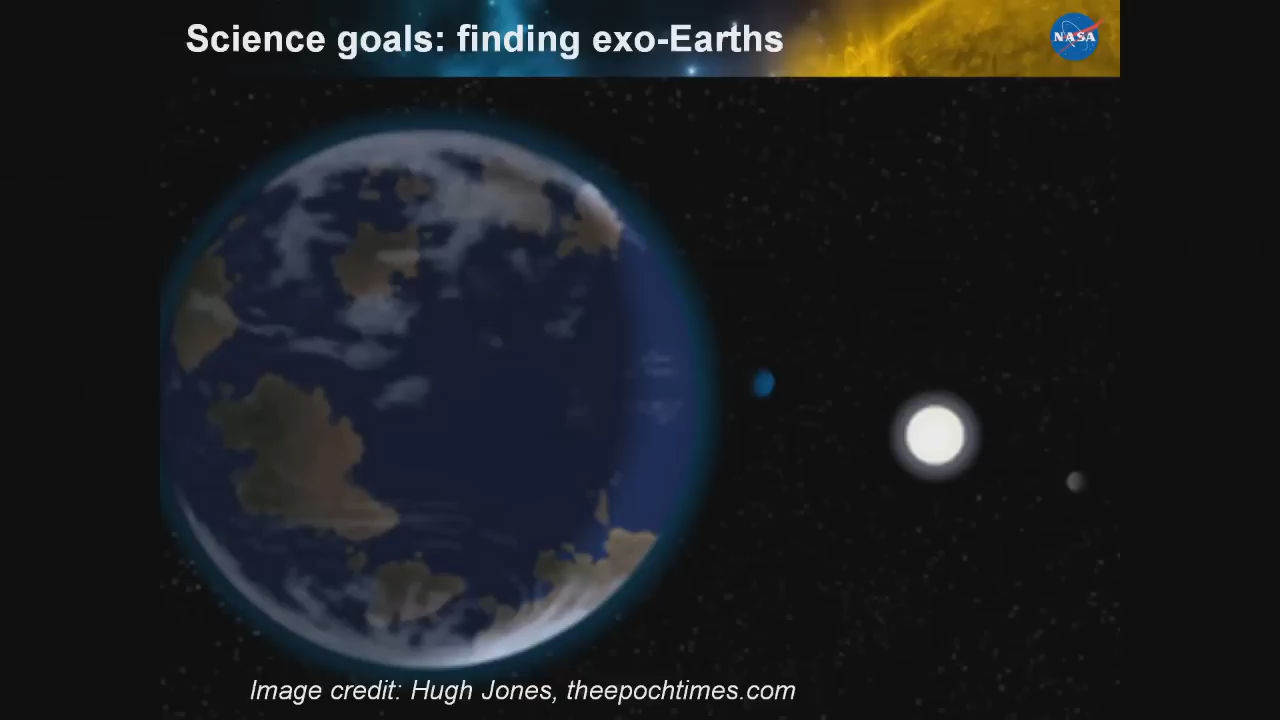 Science goals: finding exo-Earths
NASA
Image credit: Hugh Jones, theepochtimes.com